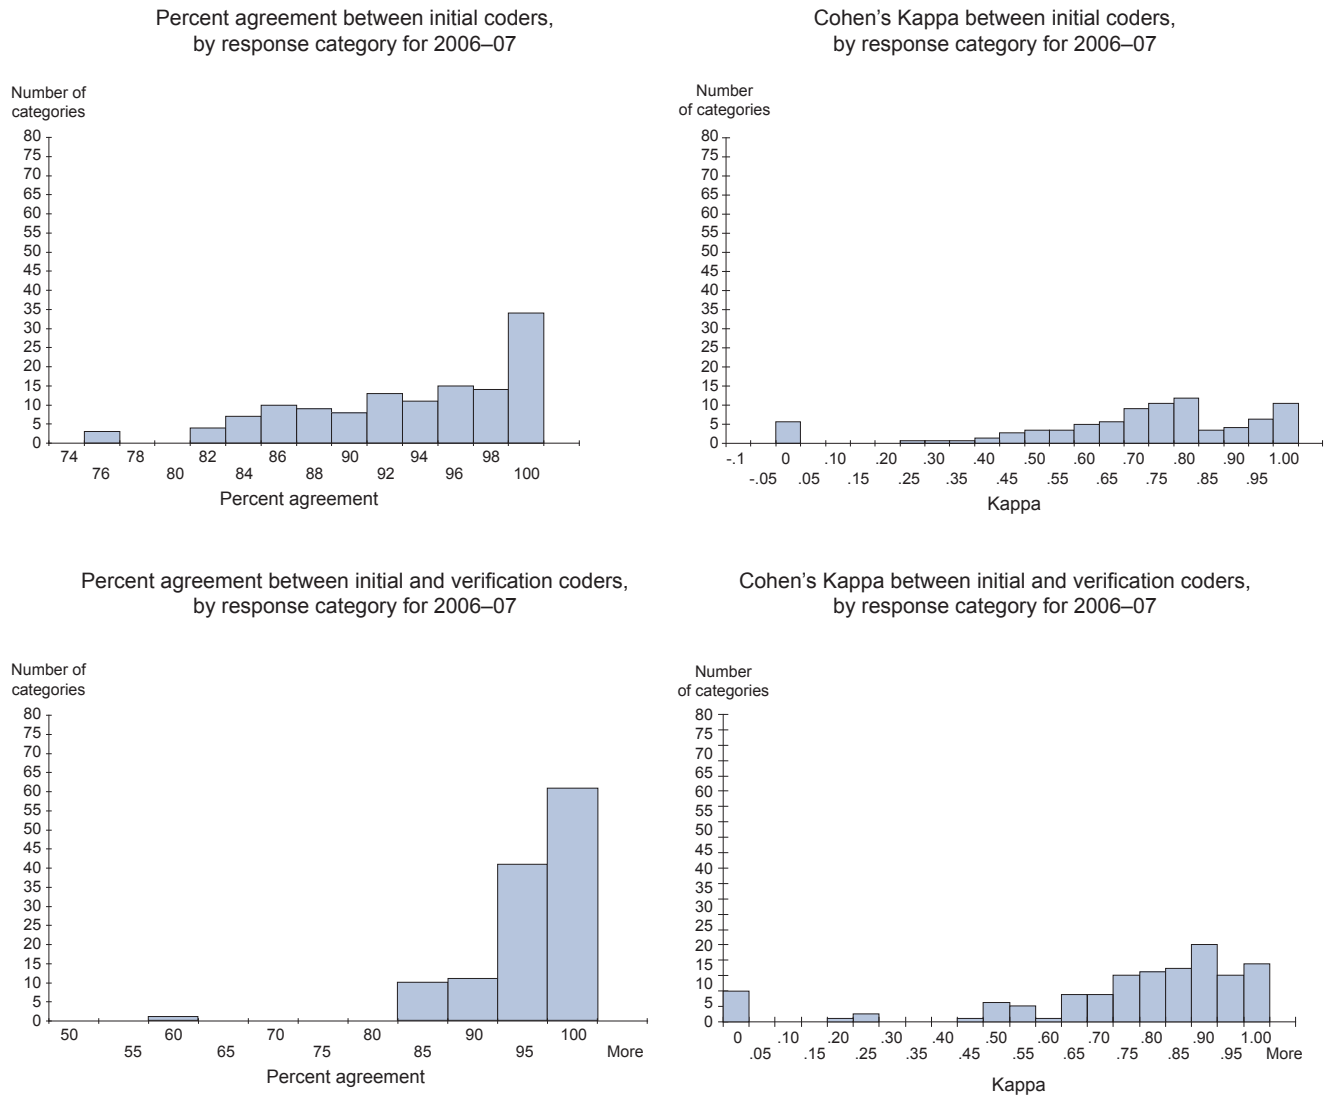 Percent agreement between initial coders,
by response category for 2006–07
Number of
categories
80
75
70
65
60
55
50
45
40
35
30
25
20
15
10
5
0
74 78 82 86 90 92 94 98
76 80 84 88 96 100
Percent agreement
Cohen's Kappa between initial coders,
by response category for 2006–07
Number
of categories
80
75
70
65
60
55
50
45
40
35
30
25
20
15
10
5
0
-.1 0 .10 .20 .30 .40 .50 .60 .70 .80 .90 1.00
-.05 .05 .15 .25 .35 .45 .55 .65 .75 .85 .95
Kappa
Percent agreement between initial and verification coders,
by response category for 2006–07
Number of
categories
80
75
70
65
60
55
50
45
40
35
30
25
20
15
10
5
0
50 60 70 80 90 100
55 65 75 85 95 More
Percent agreement
Cohen's Kappa between initial and verification coders,
by response category for 2006–07
Number
of categories
80
75
70
65
60
55
50
45
40
35
30
25
20
15
10
5
0
0 .10 .20 .30 .40 .50 .60 .70 .80 .90 1.00
.05 .15 .25 .35 .45 .55 .65 .75 .85 .95 More
Kappa